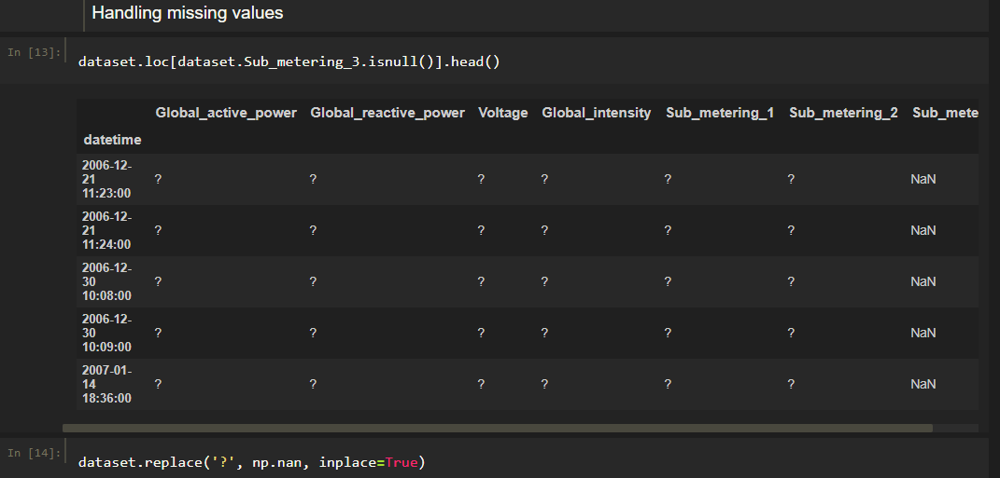 Handling missing values
In [13]:
dataset.loc[dataset.Sub_metering_3.isnull()].head()
Global_active_power Global_reactive_power Voltage Global_intensity Sub_metering_1 Sub_metering_2 Sub_mete
datetime
2006-12-
21
11:23:00
? ? ? ? ? ? NaN
2006-12-
21
11:24:00
? ? ? ? ? ? NaN
2006-12-
30
10:08:00
? ? ? ? ? ? NaN
2006-12-
30
10:09:00
? ? ? ? ? ? NaN
2007-01-
14
18:36:00
? ? ? ? ? ? NaN
In [14]:
dataset.replace('?', np.nan, inplace=True)